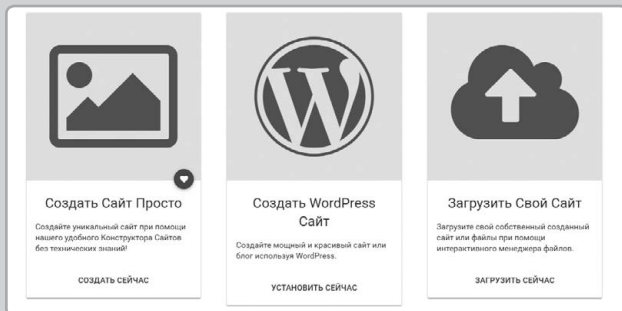 Создать Сайт Просто
Создайте уникальный сайт при помощи
нашего удобного Конструктора Сайтов
без технических знаний!
СОЗДАТЬ СЕЙЧАС
Создать WordPress
Сайт
Создайте мощный и красивый сайт или
блог используя WordPress.
УСТАНОВИТЬ СЕЙЧАС
Загрузить Свой Сайт
Загрузите свой собственный созданный
сайт или файлы при помощи
интерактивного менеджера файлов.
ЗАГРУЗИТЬ СЕЙЧАС